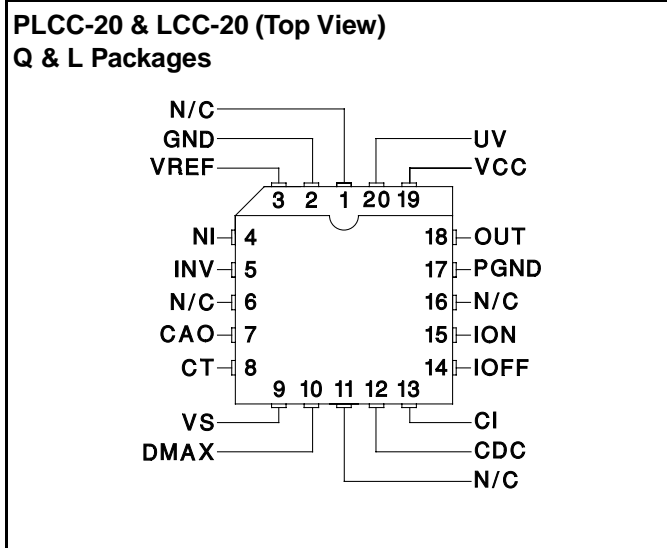 PLCC-20 & LCC-20 (Top View)
Q & L Packages
N/C
GND
VREF
UV
VCC
3 2 1 20 19
NI 4 18 OUT
INV 5 17 PGND
N/C 6 16 N/C
CAO 7 15 ION
CT 8 14 IOFF
9 10 11 12 13
VS
DMAX
CI
CDC
N/C